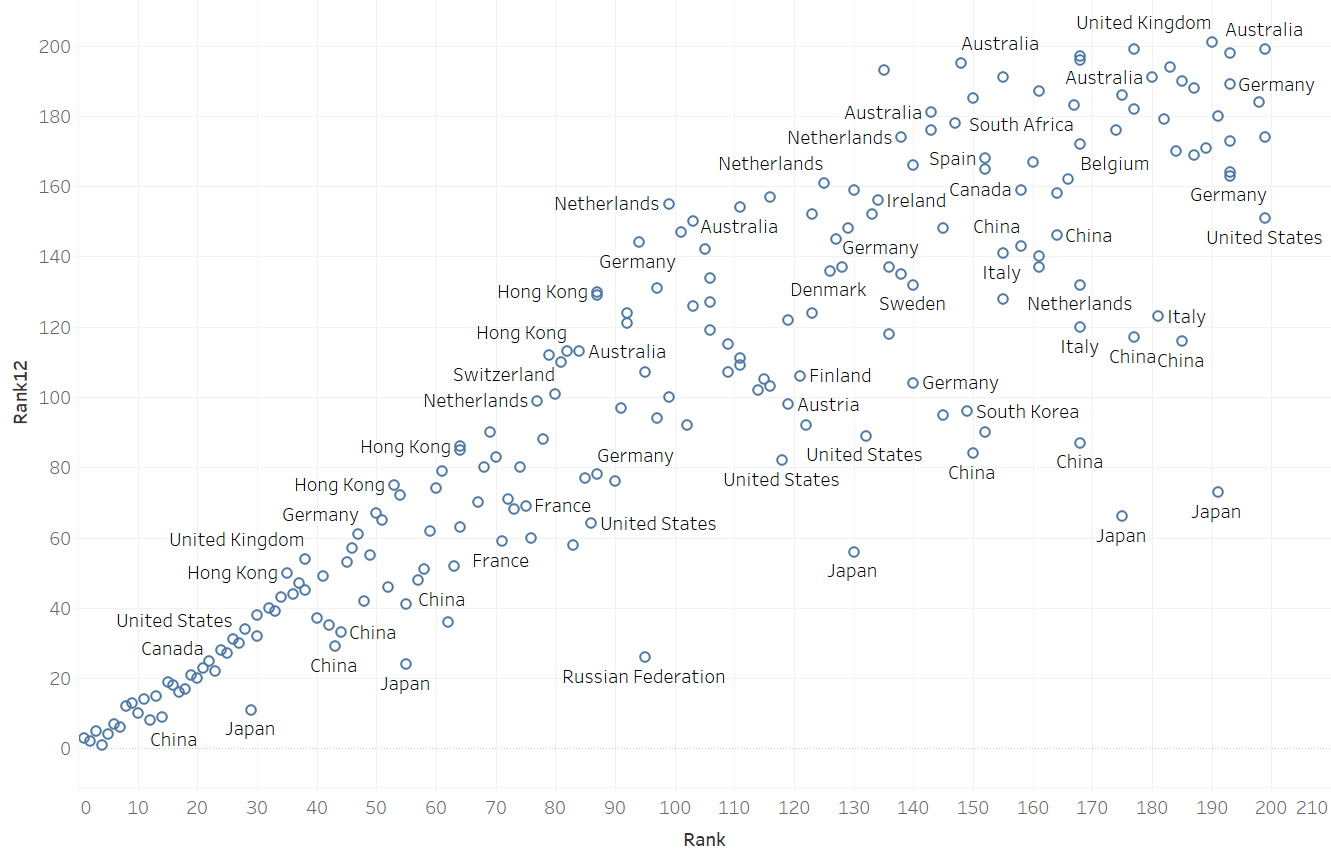 United Kingdom
Australia
Australia
200
Australia
Germany
180
Australia
South Africa
Netherlands
Netherlands
Spain
Belgium
160
Canada
Germany
Netherlands
Ireland
Australia
China
China
United States
140
Germany
Germany
Italy
Denmark
Hong Kong
Sweden
Netherlands
120
Italy
Hong Kong
Australia
Italy
China
China
Switzerland
Finland
Germany
100
Netherlands
Austria
South Korea
Hong Kong
Germany
United States
China
China
80
United States
Hong Kong
Germany
France
United States
Japan
Japan
60
United Kingdom
France
Hong Kong
Japan
40
China
United States
China
Canada
China
20
Japan
Russian Federation
Japan
China
0
Rank12
0 10 20 30 40 50 60 70 80 90 100 110 120 130 140 150 160 170 180 190 200 210
Rank